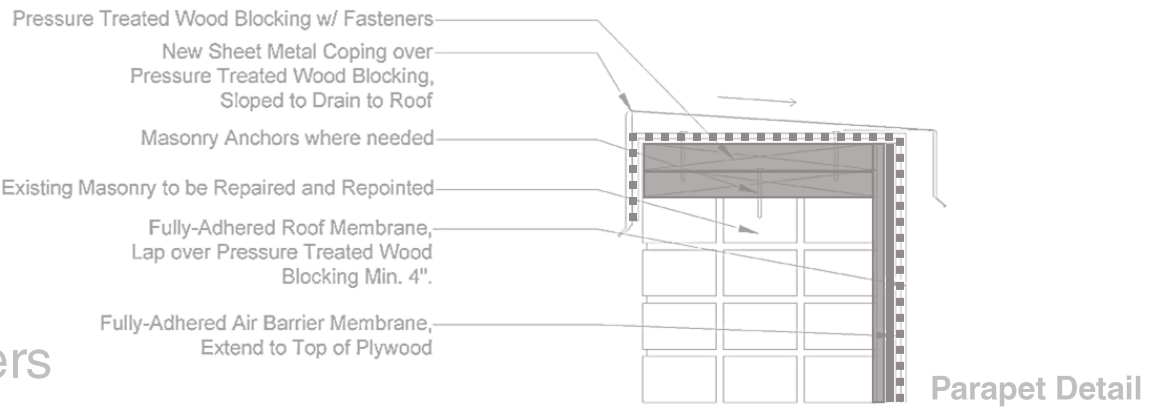 Pressure Treated Wood Blocking w/ Fasteners
New Sheet Metal Coping over
Pressure Treated Wood Blocking,
Sloped to Drain to Roof
Masonry Anchors where needed
Existing Masonry to be Repaired and Repointed
Fully-Adhered Roof Membrane,
Lap over Pressure Treated Wood
Blocking Min. 4".
Fully-Adhered Air Barrier Membrane,
Extend to Top of Plywood
ers
Parapet Detail